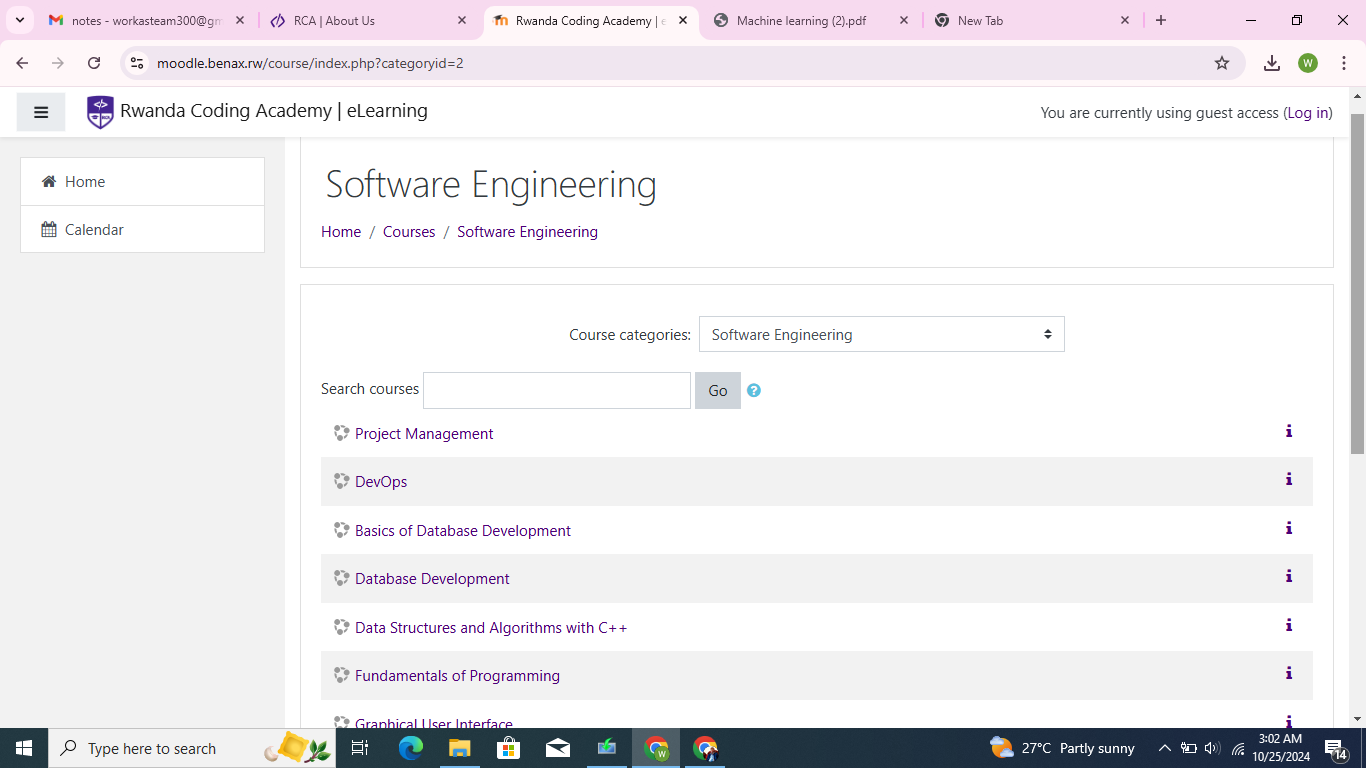 notes - workasteam300@gm
RCA | About Us
Rwanda Coding Academy | e
Machine learning (2).pdf
New Tab
moodle.benax.rw/course/index.php?categoryid=2
W
RCA
Rwanda Coding Academy | eLearning
You are currently using guest access (Log in)
Home
Calendar
Software Engineering
Home / Courses / Software Engineering
Course categories: Software Engineering
Search courses
Go
Project Management
DevOps
Basics of Database Development
Database Development
Data Structures and Algorithms with C++
Fundamentals of Programming
Graphical User Interface
Type here to search
W
27°C Partly sunny
3:02 AM
10/25/2024
14